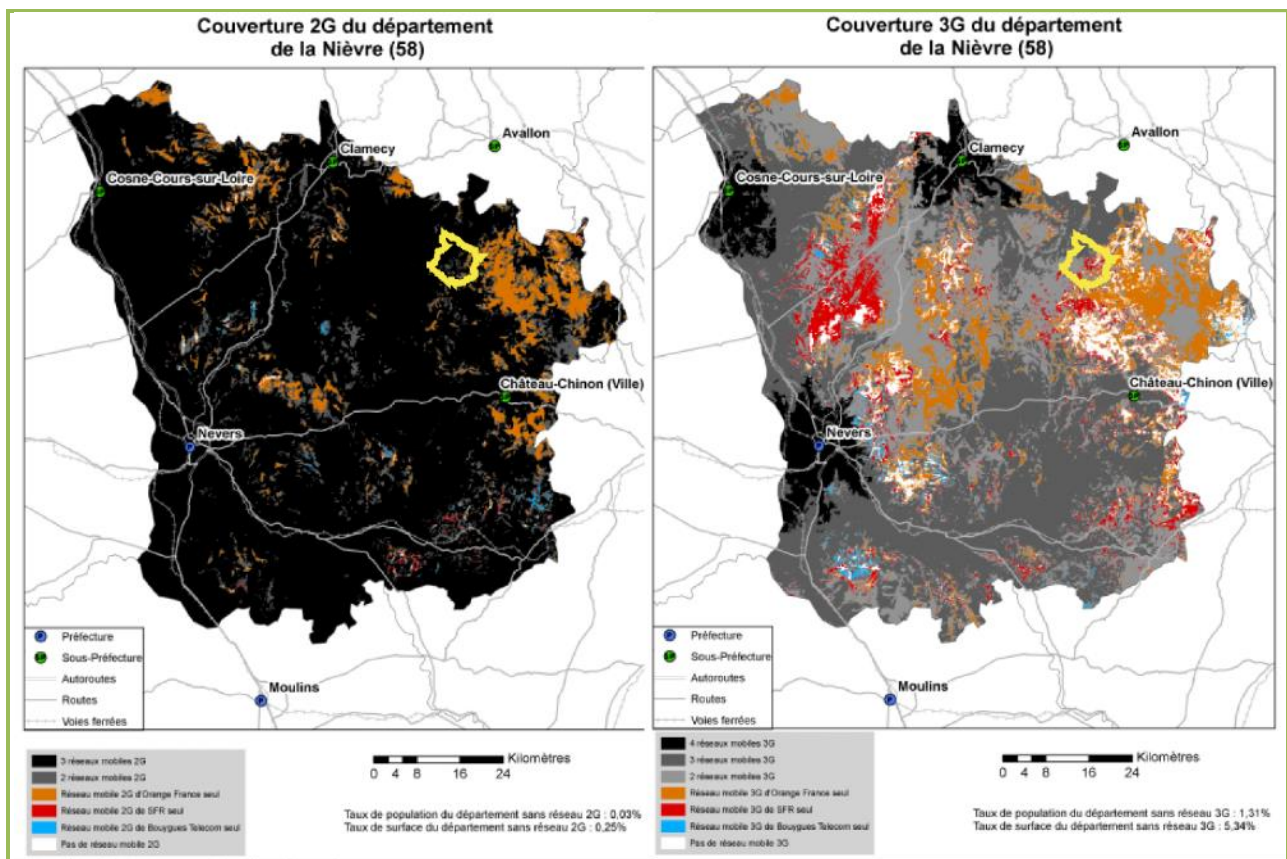 Couverture 2G du département
de la Nièvre (58)
Clamecy
Avallon
Cosne-Cours-sur-Loire
Château-Chinon (Ville)
Nevers
Moulins
Préfecture
Sous-Préfecture
Autoroutes
Routes
Voies ferrées
3 réseaux mobiles 2G
2 réseaux mobiles 2G
Réseau mobile 2G d'Orange France seul
Réseau mobile 2G de SFR seul
Réseau mobile 2G de Bouygues Telecom seul
Pas de réseau mobile 2G
Kilomètres
0 4 8 16 24
Taux de population du département sans réseau 2G : 0,03%
Taux de surface du département sans réseau 2G : 0,25%
Couverture 3G du département
de la Nièvre (58)
Clamecy
Avallon
Cosne-Cours-sur-Loire
Château-Chinon (Ville)
Nevers
Moulins
Préfecture
Sous-Préfecture
Autoroutes
Routes
Voies ferrées
4 réseaux mobiles 3G
3 réseaux mobiles 3G
2 réseaux mobiles 3G
Réseau mobile 3G d'Orange France seul
Réseau mobile 3G de SFR seul
Réseau mobile 3G de Bouygues Telecom seul
Pas de réseau mobile 3G
Kilomètres
0 4 8 16 24
Taux de population du département sans réseau 3G : 1,31%
Taux de surface du département sans réseau 3G : 5,34%